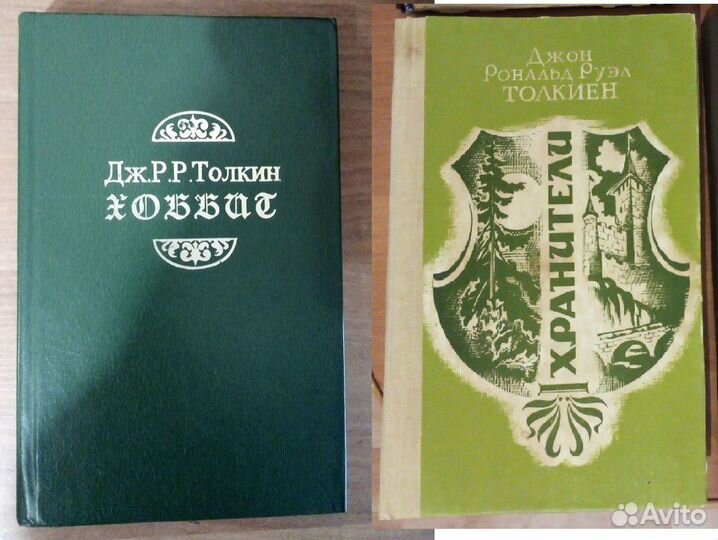 Дж.Р.Р.Толкин
ХОББИТ
Джон
Рональд Руэл
ТОЛКИЕН
ХРАНИТЕЛИ
Avito